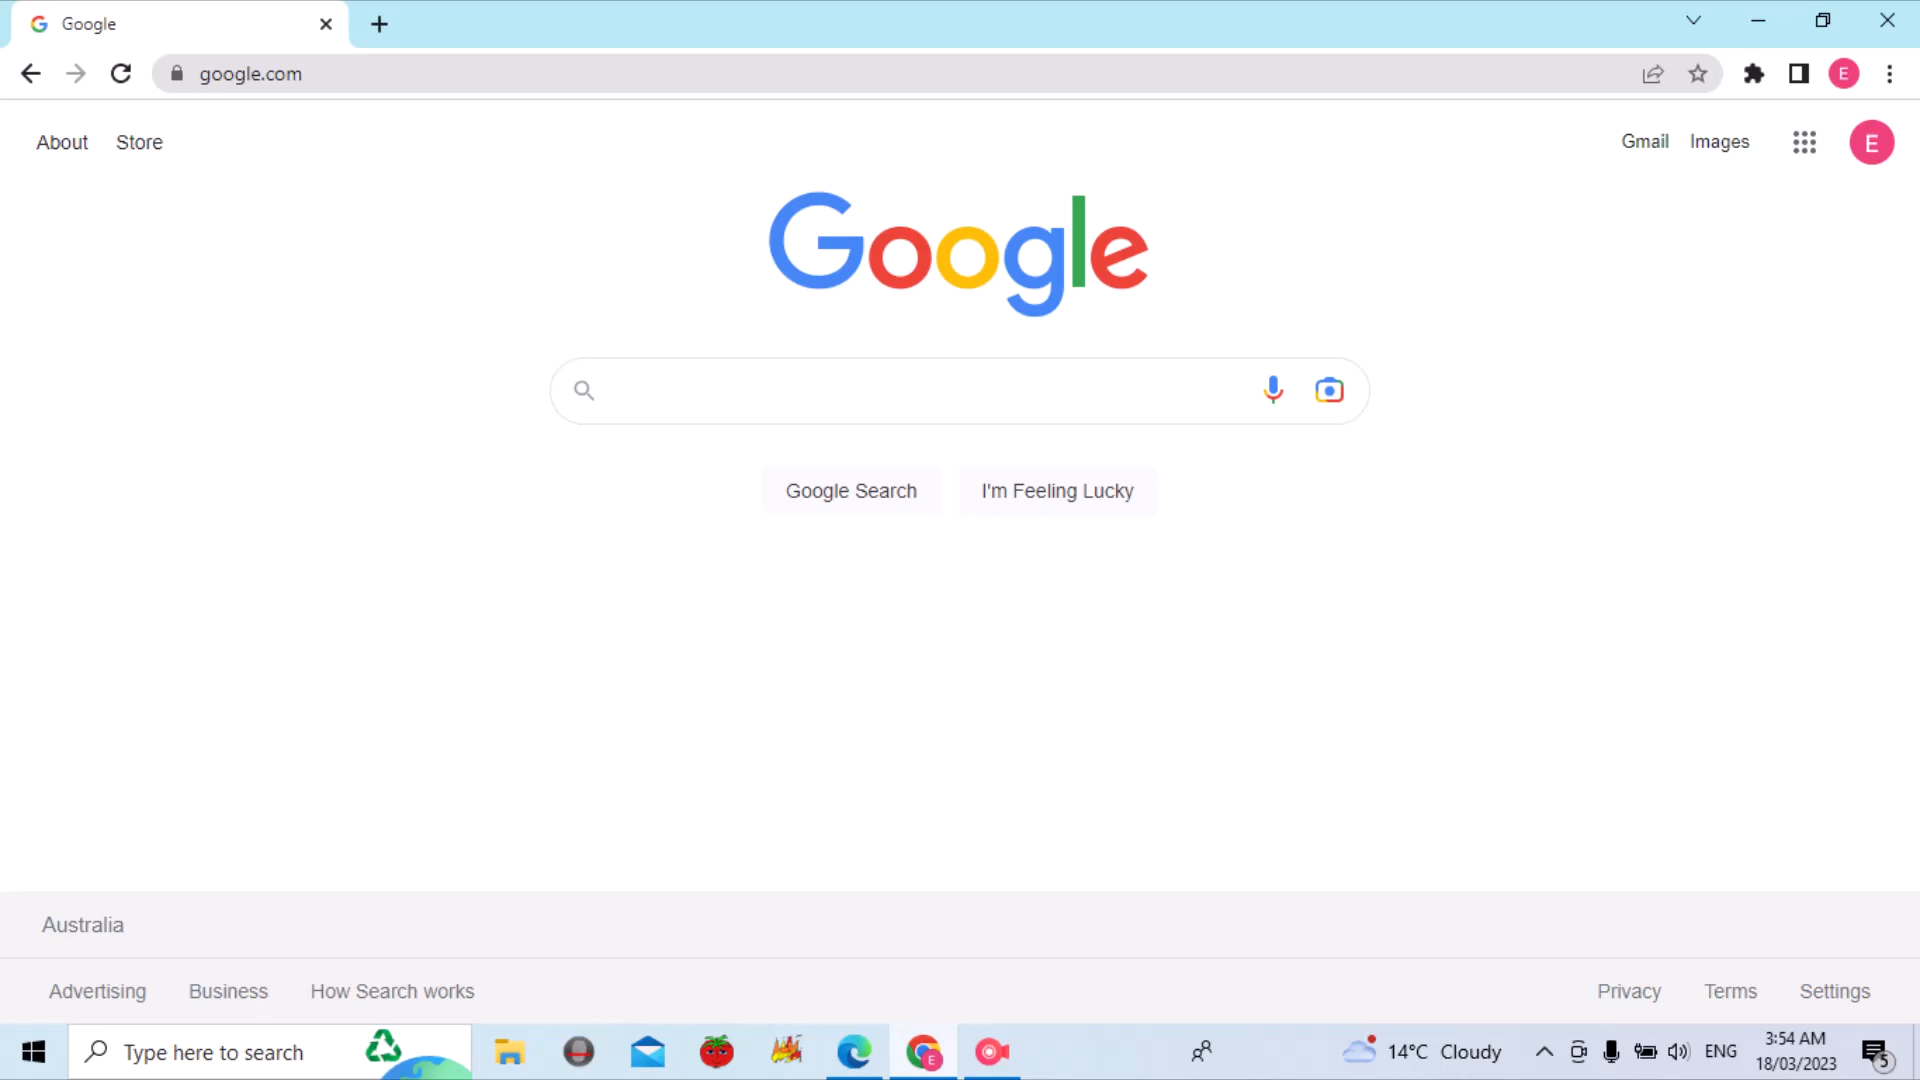 Google
google.com
E
About Store
Gmail Images
E
Google
Google Search I'm Feeling Lucky
Australia
Advertising Business How Search works
Privacy Terms Settings
Type here to search
E
14°C Cloudy
ENG
3:54 AM
18/03/2023
5